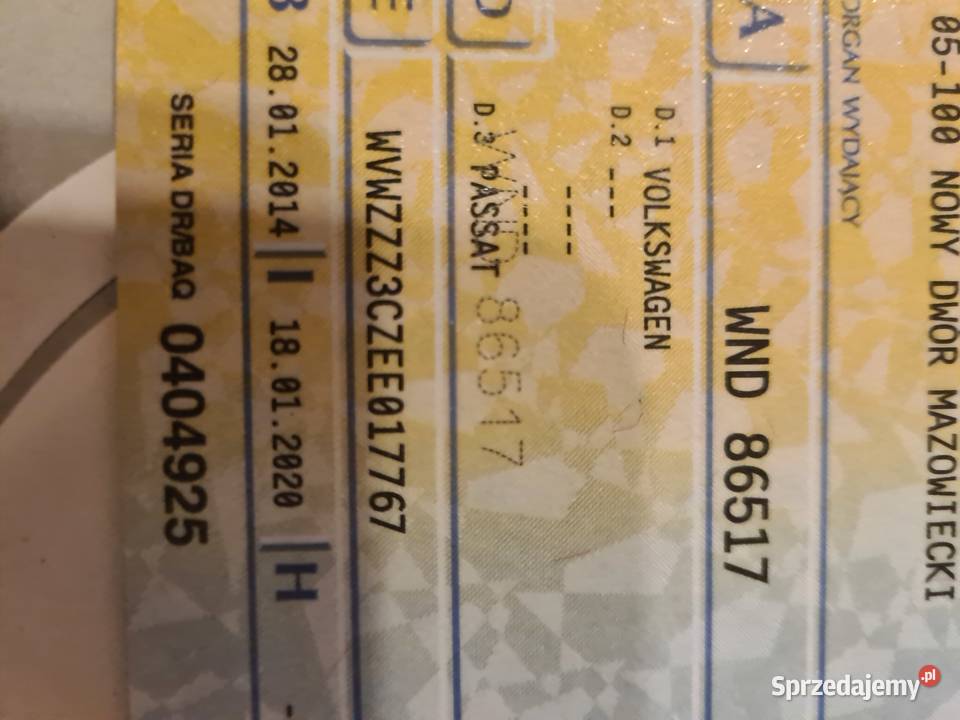 05-100 NOWY DWÓR MAZOWIECKI
ORGAN WYDAJĄCY
A
WND 86517
D
D.1 VOLKSWAGEN
D.2 ---
----
----
D.3 PASSAT
WND 86517
E
WVWZZZ3CZEE017767
B 28.01.2014 I 18.01.2020 H -
SERIA DR/BAQ 0404925
Sprzedajemy.pl